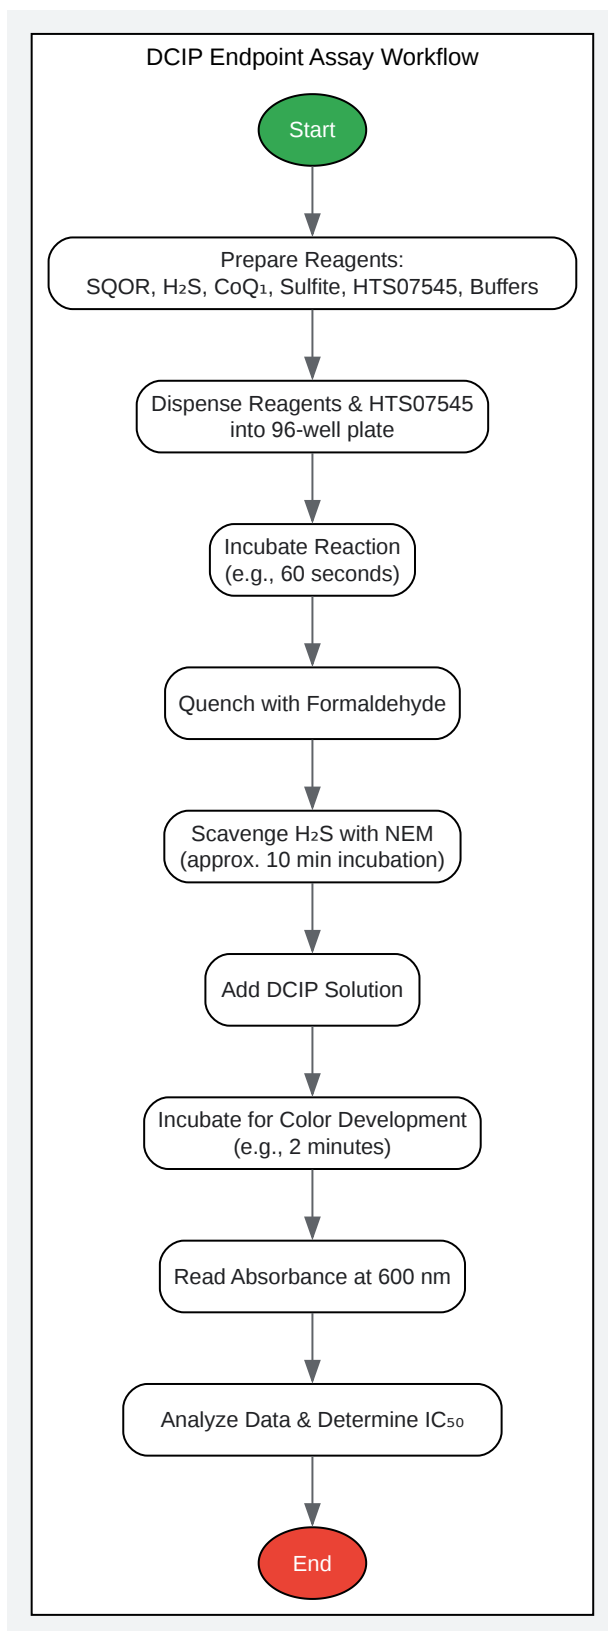 DCIP Endpoint Assay Workflow
Start
Prepare Reagents:
SQOR, H₂S, CoQ₁, Sulfite, HTS07545, Buffers
Dispense Reagents & HTS07545
into 96-well plate
Incubate Reaction
(e.g., 60 seconds)
Quench with Formaldehyde
Scavenge H₂S with NEM
(approx. 10 min incubation)
Add DCIP Solution
Incubate for Color Development
(e.g., 2 minutes)
Read Absorbance at 600 nm
Analyze Data & Determine IC₅₀
End